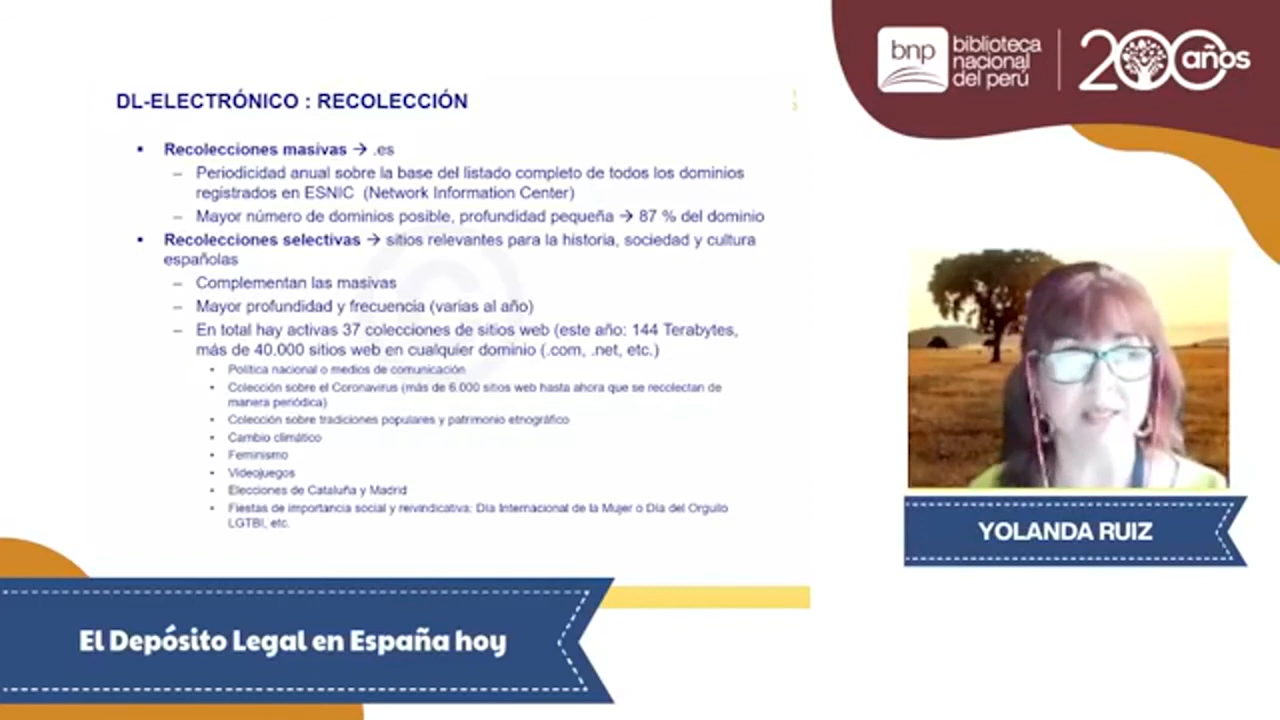 bnp
biblioteca
nacional
del perú
200 años
DL-ELECTRÓNICO : RECOLECCIÓN
▪ Recolecciones masivas → .es
– Periodicidad anual sobre la base del listado completo de todos los dominios
registrados en ESNIC (Network Information Center)
– Mayor número de dominios posible, profundidad pequeña → 87 % del dominio
▪ Recolecciones selectivas → sitios relevantes para la historia, sociedad y cultura
españolas
– Complementan las masivas
– Mayor profundidad y frecuencia (varias al año)
– En total hay activas 37 colecciones de sitios web (este año: 144 Terabytes,
más de 40.000 sitios web en cualquier dominio (.com, .net, etc.)
• Política nacional o medios de comunicación
• Colección sobre el Coronavirus (más de 6.000 sitios web hasta ahora que se recolectan de
manera periódica)
• Colección sobre tradiciones populares y patrimonio etnográfico
• Cambio climático
• Feminismo
• Videojuegos
• Elecciones de Cataluña y Madrid
• Fiestas de importancia social y reivindicativa: Día Internacional de la Mujer o Día del Orgullo
LGTBI, etc.
YOLANDA RUIZ
El Depósito Legal en España hoy